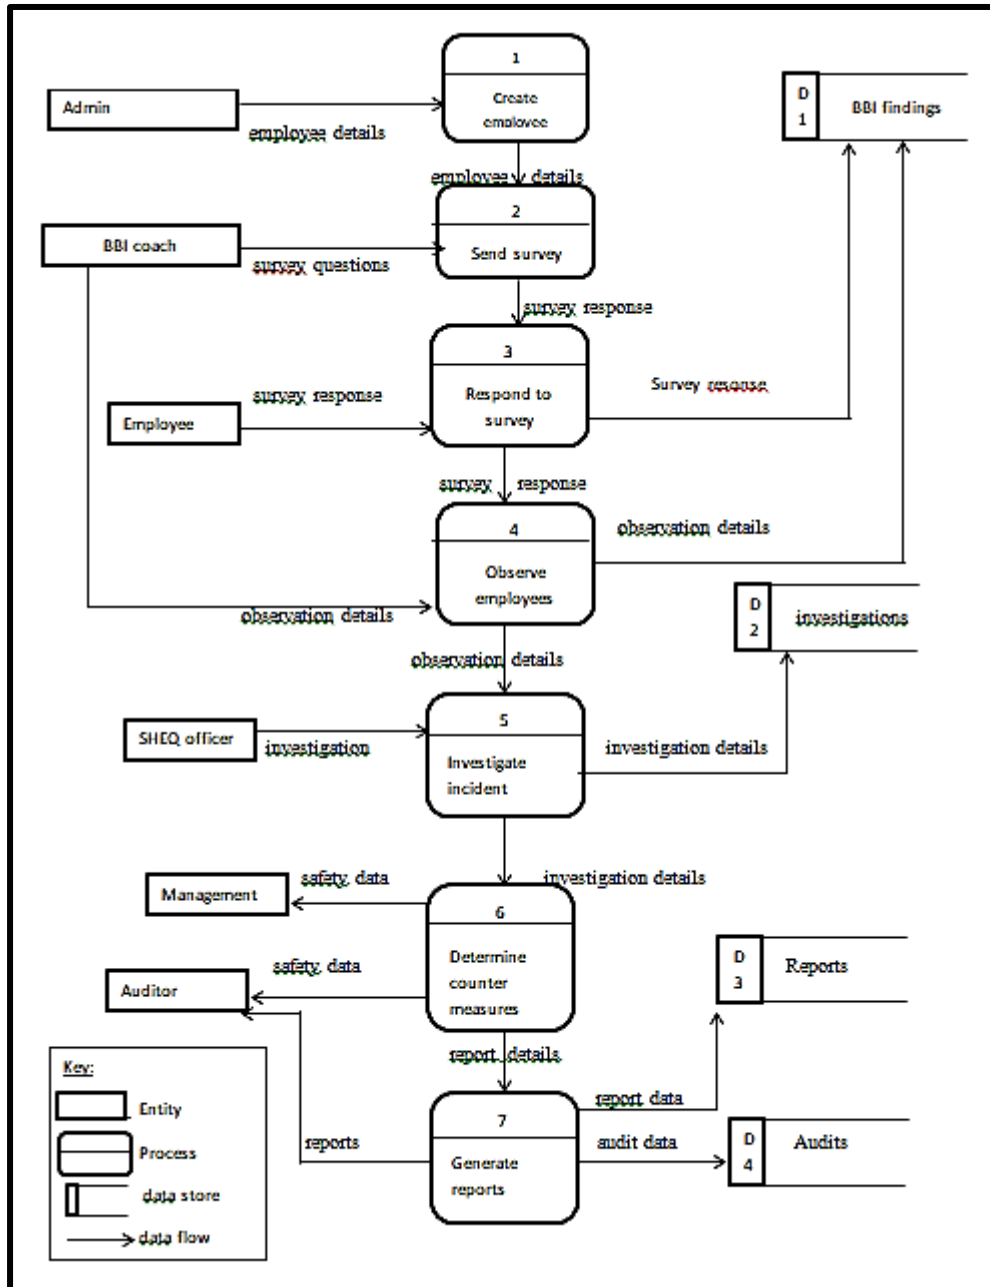 1
Create
employee
Admin
employee details
D
1
BBI findings
employee details
2
Send survey
BBI coach
survey questions
survey response
3
Respond to
survey
survey response
Employee
Survey resonse
survey response
4
Observe
employees
observation details
observation details
D
2
investigations
observation details
5
Investigate
incident
SHEQ officer
investigation
investigation details
investigation details
safety data
Management
6
Determine
counter
measures
safety data
Auditor
D
3
Reports
report details
7
Generate
reports
reports
report data
audit data
D
4
Audits
Key:
Entity
Process
data store
data flow